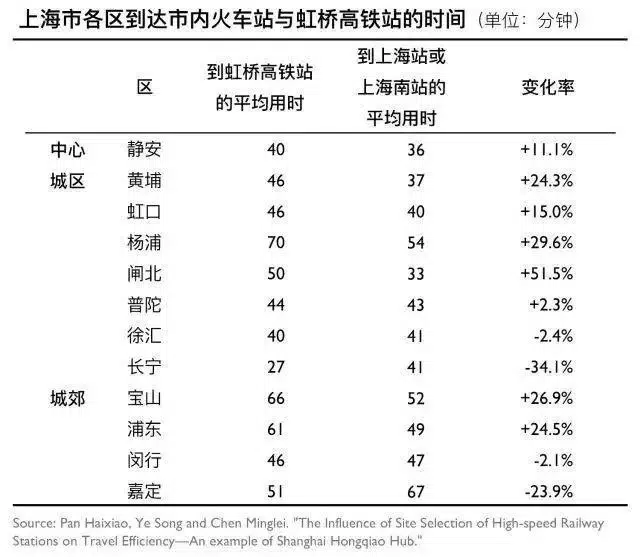 上海市各区到达市内火车站与虹桥高铁站的时间（单位：分钟）
区 到虹桥高铁站的平均用时 到上海站或上海南站的平均用时 变化率
中心 静安 40 36 +11.1%
城区 黄埔 46 37 +24.3%
虹口 46 40 +15.0%
杨浦 70 54 +29.6%
闸北 50 33 +51.5%
普陀 44 43 +2.3%
徐汇 40 41 -2.4%
长宁 27 41 -34.1%
城郊 宝山 66 52 +26.9%
浦东 61 49 +24.5%
闵行 46 47 -2.1%
嘉定 51 67 -23.9%
Source: Pan Haixiao, Ye Song and Chen Minglei. "The Influence of Site Selection of High-speed Railway
Stations on Travel Efficiency—An example of Shanghai Hongqiao Hub."